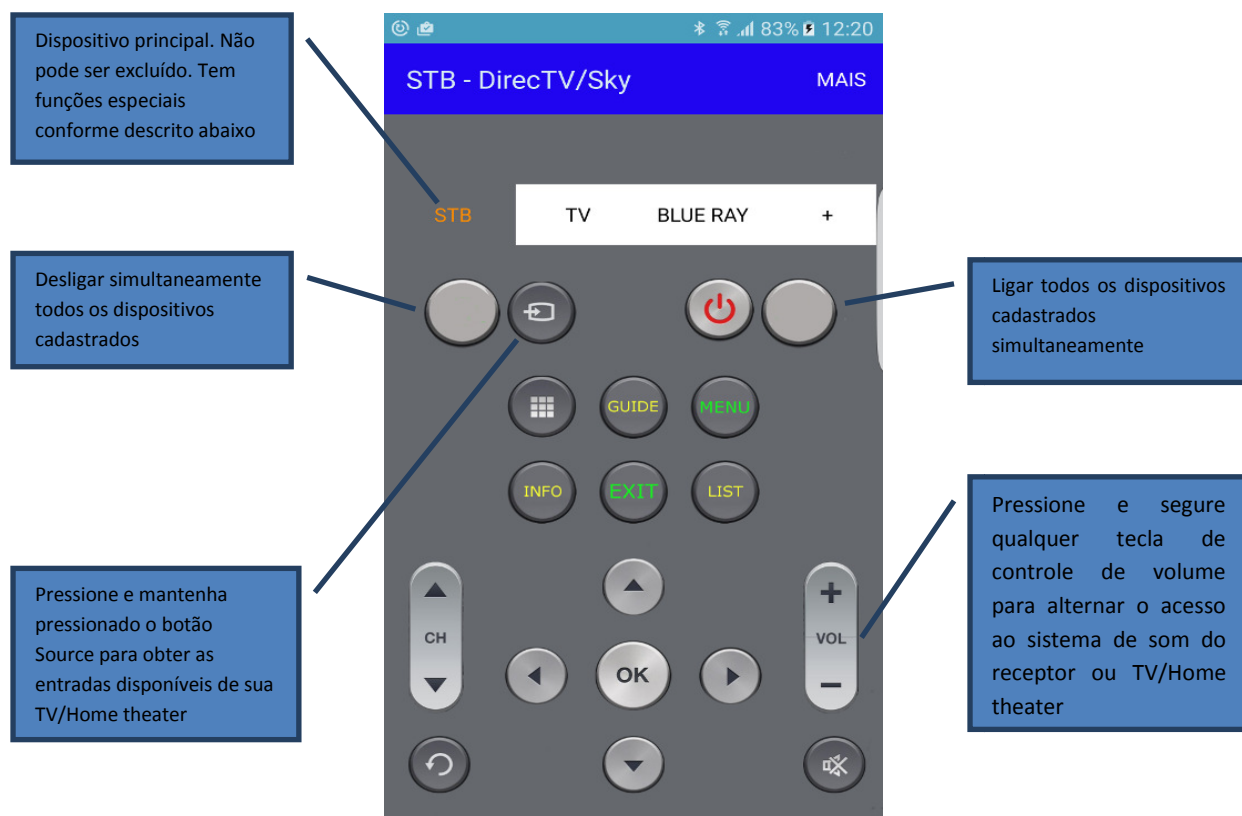 Dispositivo principal. Não
pode ser excluído. Tem
funções especiais
conforme descrito abaixo
83% 12:20
STB - DirecTV/Sky MAIS
STB TV BLUE RAY +
Desligar simultaneamente
todos os dispositivos
cadastrados
Ligar todos os dispositivos
cadastrados
simultaneamente
GUIDE MENU
INFO EXIT LIST
Pressione e segure
qualquer tecla de
controle de volume
para alternar o acesso
ao sistema de som do
receptor ou TV/Home
theater
Pressione e mantenha
pressionado o botão
Source para obter as
entradas disponíveis de sua
TV/Home theater
+
CH VOL
OK
−